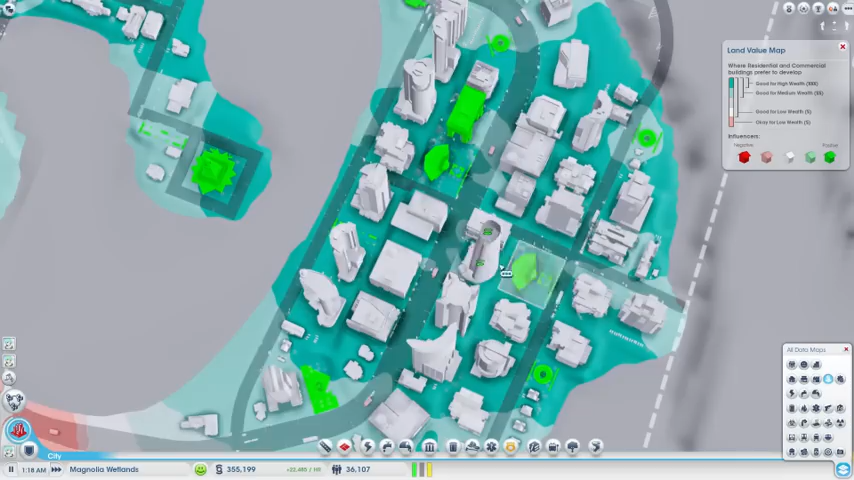 Land Value Map
Where Residential and Commercial
buildings prefer to develop
Good for High Wealth
Good for Medium Wealth
Good for Low Wealth (5)
Okay for Low Wealth (5)
Influencers:
Negative
Positive
All Data Maps
City
1:18 AM
Magnolia Wetlands
355,199
36,107